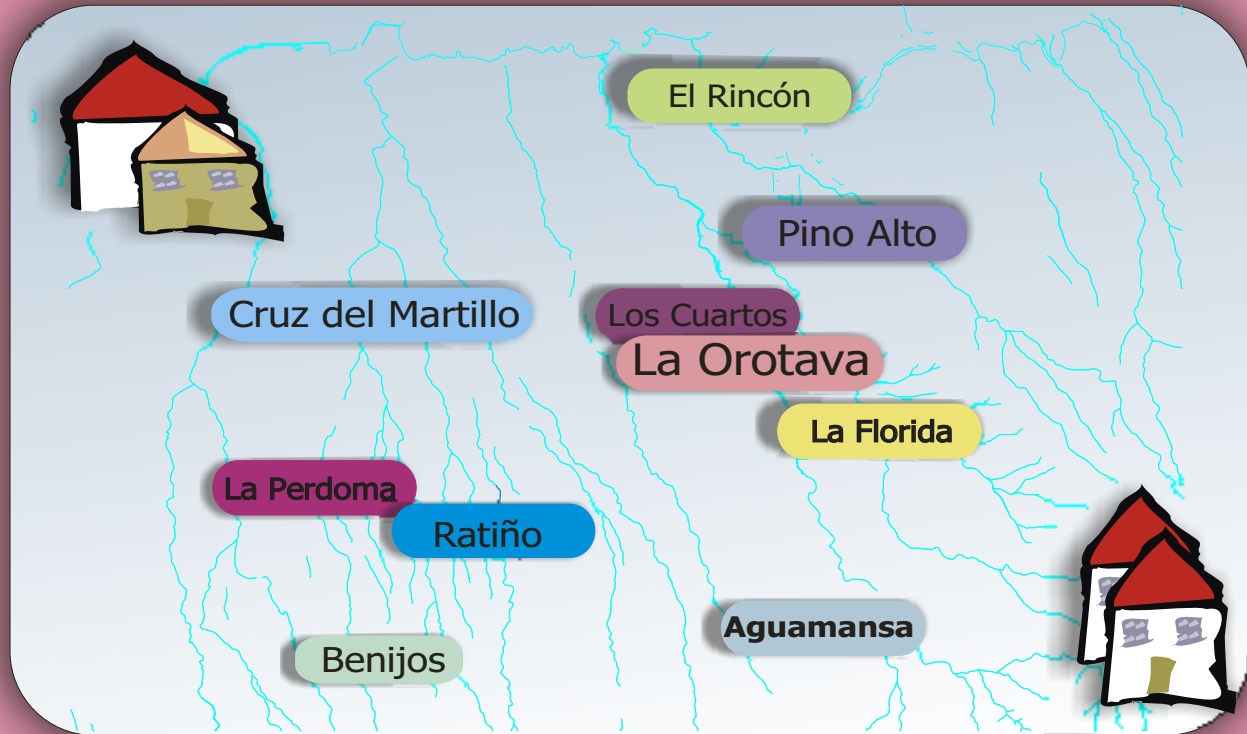 El Rincón
Pino Alto
Cruz del Martillo
Los Cuartos
La Orotava
La Florida
La Perdoma
Ratiño
Aguamansa
Benijos